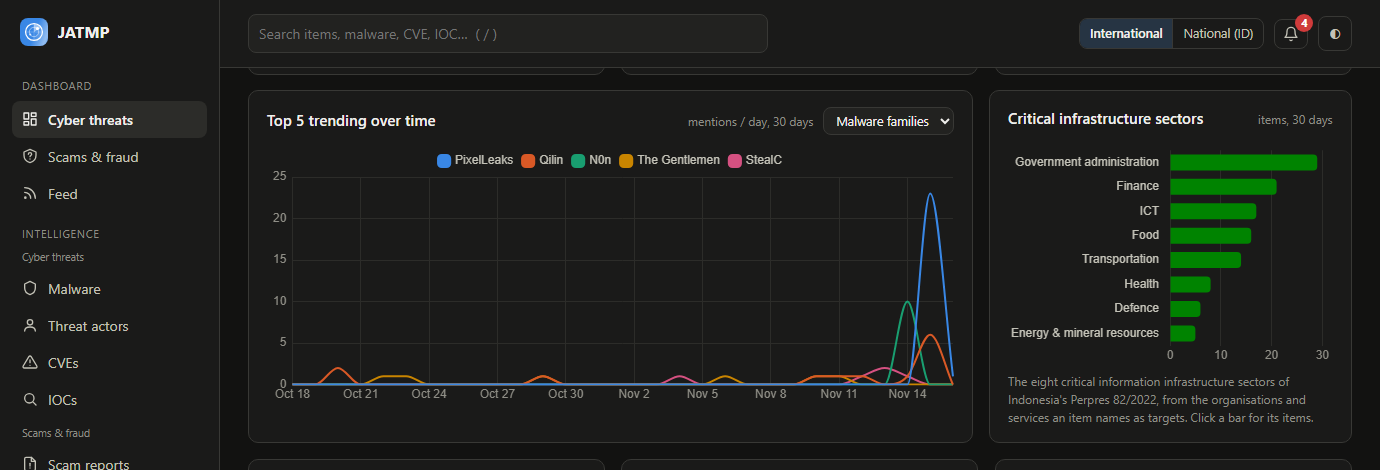 JATMP
Search items, malware, CVE, IOC... ( / )
International
National (ID)
4
DASHBOARD
Cyber threats
Scams & fraud
Feed
INTELLIGENCE
Cyber threats
Malware
Threat actors
CVEs
IOCs
Scams & fraud
Scam reports
Top 5 trending over time
mentions / day, 30 days
Malware families
PixelLeaks
Qilin
N0n
The Gentlemen
StealC
25
20
15
10
5
0
Oct 18
Oct 21
Oct 24
Oct 27
Oct 30
Nov 2
Nov 5
Nov 8
Nov 11
Nov 14
Critical infrastructure sectors
items, 30 days
Government administration
Finance
ICT
Food
Transportation
Health
Defence
Energy & mineral resources
0
10
20
30
The eight critical information infrastructure sectors of
Indonesia's Perpres 82/2022, from the organisations and
services an item names as targets. Click a bar for its items.